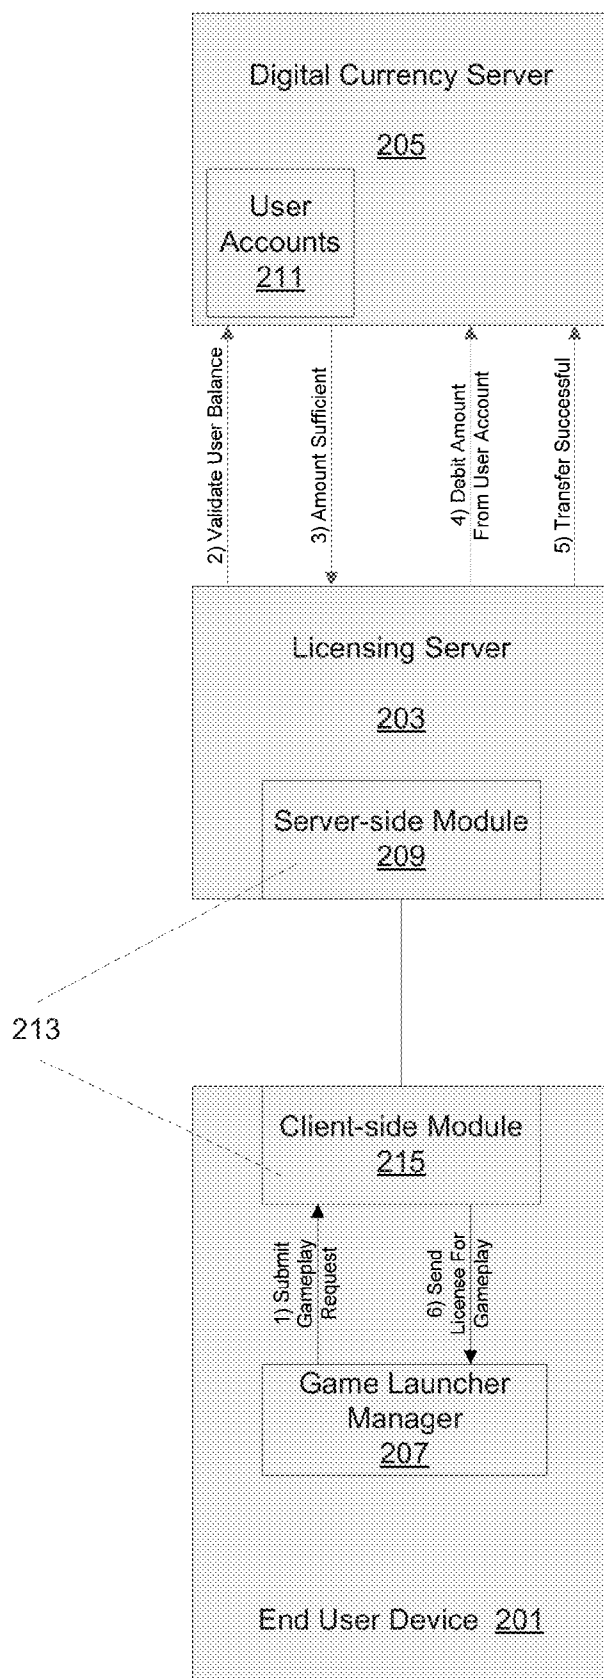 Digital Currency Server
205
User
Accounts
211
2) Validate User Balance
3) Amount Sufficient
4) Debit Amount
From User Account
5) Transfer Successful
Licensing Server
203
Server-side Module
209
213
Client-side Module
215
1) Submit
Gameplay
Request
6) Send
License For
Gameplay
Game Launcher
Manager
207
End User Device 201